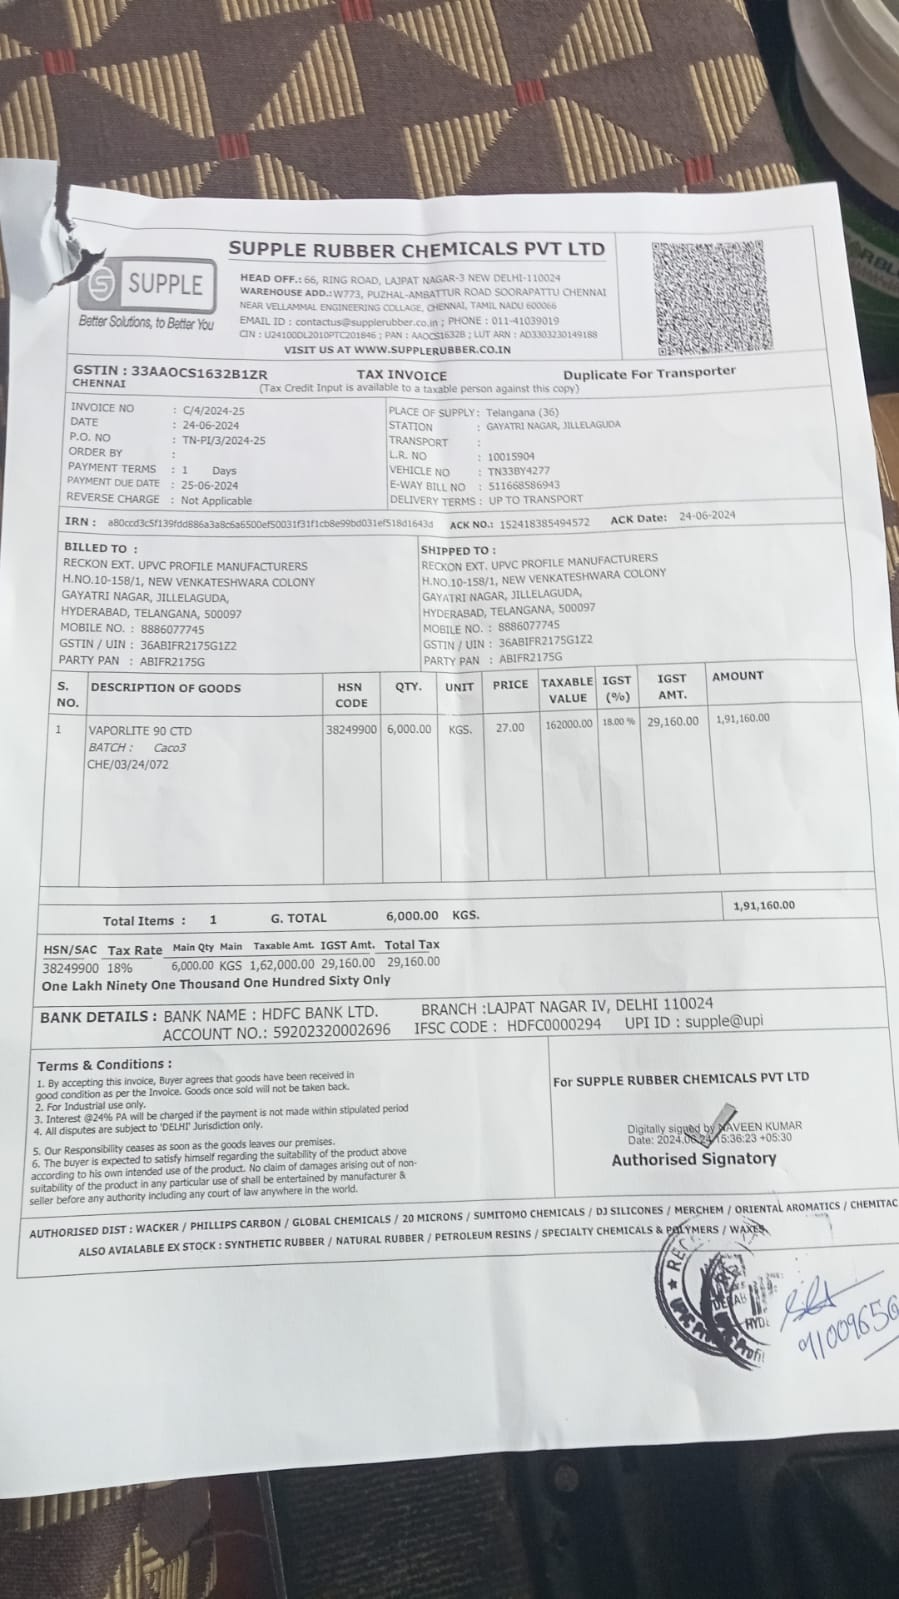 SUPPLE RUBBER CHEMICALS PVT LTD
SUPPLE
Better Solutions, to Better You
HEAD OFF.: 66, RING ROAD, LAJPAT NAGAR-3 NEW DELHI-110024
WAREHOUSE ADD.: W773, PUZHAL-AMBATTUR ROAD SOORAPATTU CHENNAI
NEAR VELLAMMAL ENGINEERING COLLAGE, CHENNAI, TAMIL NADU 600066
EMAIL ID : contactus@supplerubber.co.in ; PHONE : 011-41039019
CIN : U24100DL2010PTC201846 ; PAN : AAOCS1632B ; LUT ARN : AD3303230149188
VISIT US AT WWW.SUPPLERUBBER.CO.IN
GSTIN : 33AAOCS1632B1ZR TAX INVOICE Duplicate For Transporter
CHENNAI (Tax Credit Input is available to a taxable person against this copy)
INVOICE NO : C/4/2024-25
DATE : 24-06-2024
P.O. NO : TN-PI/3/2024-25
ORDER BY :
PAYMENT TERMS : 1 Days
PAYMENT DUE DATE : 25-06-2024
REVERSE CHARGE : Not Applicable
PLACE OF SUPPLY : Telangana (36)
STATION : GAYATRI NAGAR, JILLELAGUDA
TRANSPORT :
L.R. NO : 10015904
VEHICLE NO : TN33BY4277
E-WAY BILL NO : 511668586943
DELIVERY TERMS : UP TO TRANSPORT
IRN : a80ccd3c5f139fdd886a3a8c6a6500ef50031f31f1cb8e99bd031ef518d1643d ACK NO.: 152418385494572 ACK Date: 24-06-2024
BILLED TO :
RECKON EXT. UPVC PROFILE MANUFACTURERS
H.NO.10-158/1, NEW VENKATESHWARA COLONY
GAYATRI NAGAR, JILLELAGUDA,
HYDERABAD, TELANGANA, 500097
MOBILE NO. : 8886077745
GSTIN / UIN : 36ABIFR2175G1Z2
PARTY PAN : ABIFR2175G
SHIPPED TO :
RECKON EXT. UPVC PROFILE MANUFACTURERS
H.NO.10-158/1, NEW VENKATESHWARA COLONY
GAYATRI NAGAR, JILLELAGUDA,
HYDERABAD, TELANGANA, 500097
MOBILE NO. : 8886077745
GSTIN / UIN : 36ABIFR2175G1Z2
PARTY PAN : ABIFR2175G
S. NO. DESCRIPTION OF GOODS HSN CODE QTY. UNIT PRICE TAXABLE VALUE IGST (%) IGST AMT. AMOUNT
1 VAPORLITE 90 CTD 38249900 6,000.00 KGS. 27.00 162000.00 18.00 % 29,160.00 1,91,160.00
BATCH : Caco3
CHE/03/24/072
Total Items : 1 G. TOTAL 6,000.00 KGS. 1,91,160.00
HSN/SAC Tax Rate Main Qty Main Taxable Amt. IGST Amt. Total Tax
38249900 18% 6,000.00 KGS 1,62,000.00 29,160.00 29,160.00
One Lakh Ninety One Thousand One Hundred Sixty Only
BANK DETAILS : BANK NAME : HDFC BANK LTD. BRANCH :LAJPAT NAGAR IV, DELHI 110024
ACCOUNT NO.: 59202320002696 IFSC CODE : HDFC0000294 UPI ID : supple@upi
Terms & Conditions :
1. By accepting this invoice, Buyer agrees that goods have been received in
good condition as per the Invoice. Goods once sold will not be taken back.
2. For Industrial use only.
3. Interest @24% PA will be charged if the payment is not made within stipulated period
4. All disputes are subject to 'DELHI' Jurisdiction only.
5. Our Responsibility ceases as soon as the goods leaves our premises.
6. The buyer is expected to satisfy himself regarding the suitability of the product above
according to his own intended use of the product. No claim of damages arising out of non-
suitability of the product in any particular use of shall be entertained by manufacturer &
seller before any authority including any court of law anywhere in the world.
For SUPPLE RUBBER CHEMICALS PVT LTD
Digitally signed by NAVEEN KUMAR
Date: 2024.06.24 15:36:23 +05:30
Authorised Signatory
AUTHORISED DIST : WACKER / PHILLIPS CARBON / GLOBAL CHEMICALS / 20 MICRONS / SUMITOMO CHEMICALS / DJ SILICONES / MERCHEM / ORIENTAL AROMATICS / CHEMITAC
ALSO AVIALABLE EX STOCK : SYNTHETIC RUBBER / NATURAL RUBBER / PETROLEUM RESINS / SPECIALTY CHEMICALS & POLYMERS / WAXES